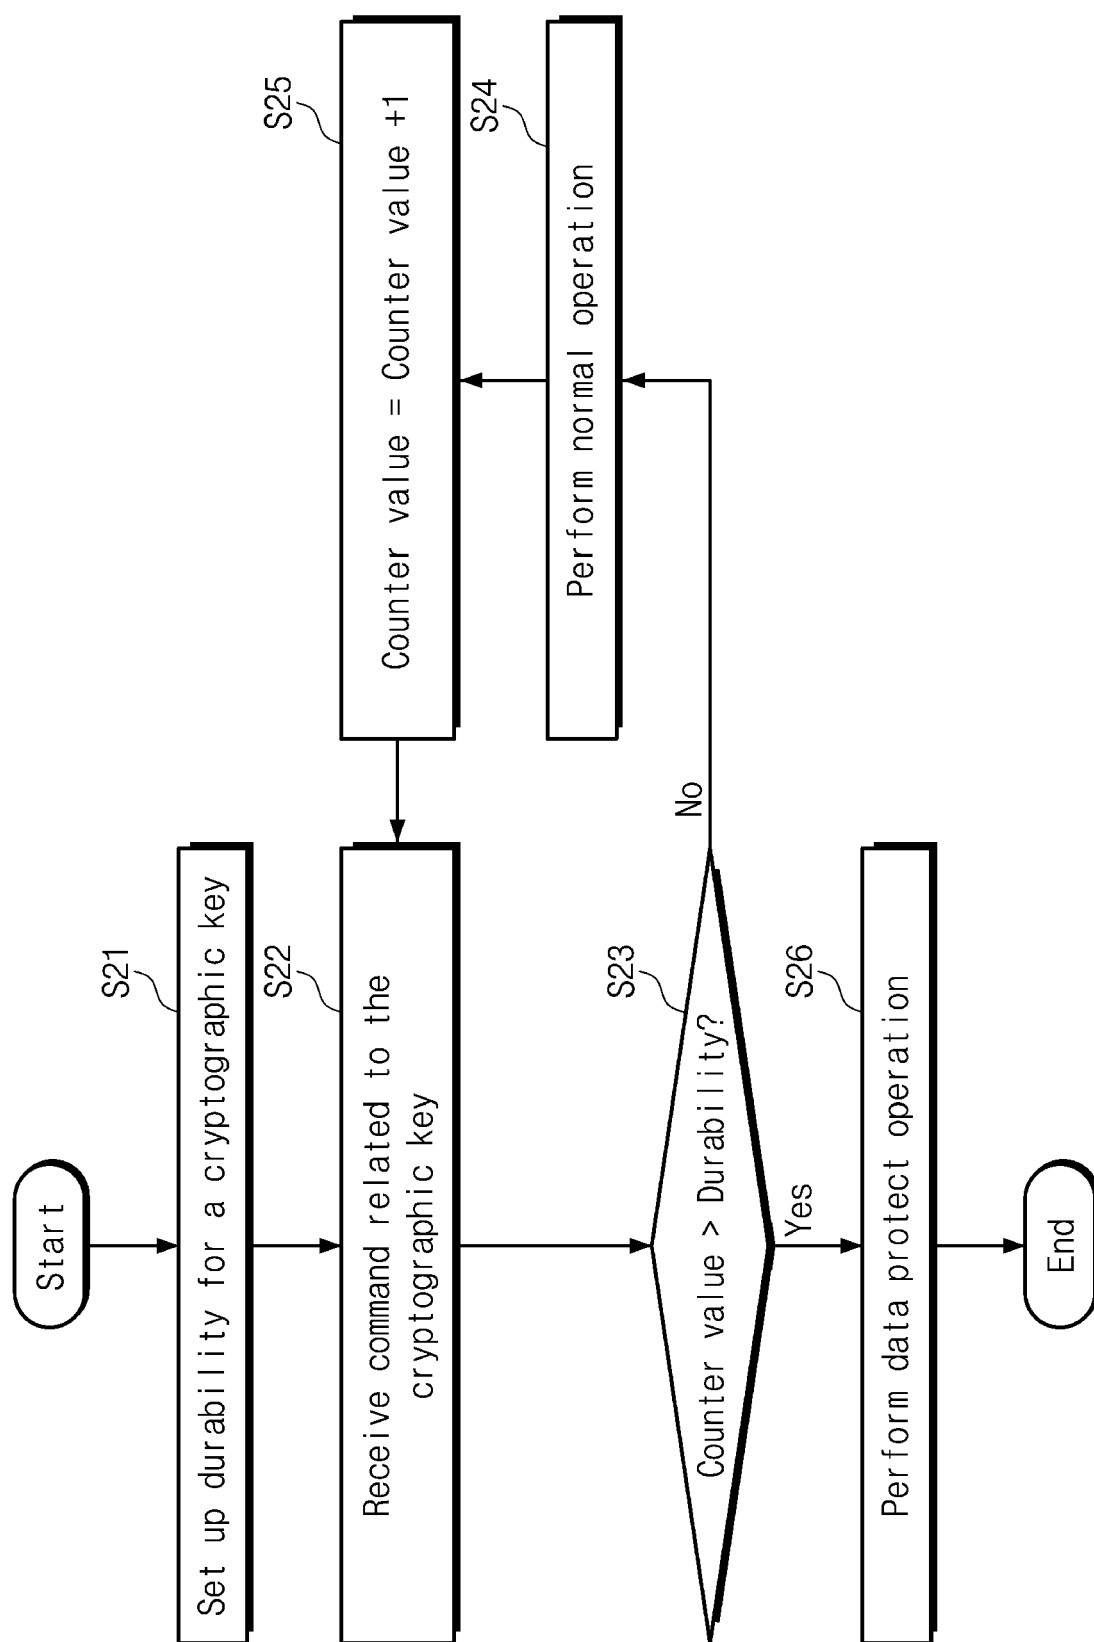 Start
S21
Set up durability for a cryptographic key
S22
Receive command related to the
cryptographic key
S23
Counter value > Durability?
No
Yes
S24
Perform normal operation
S25
Counter value = Counter value +1
S26
Perform data protect operation
End